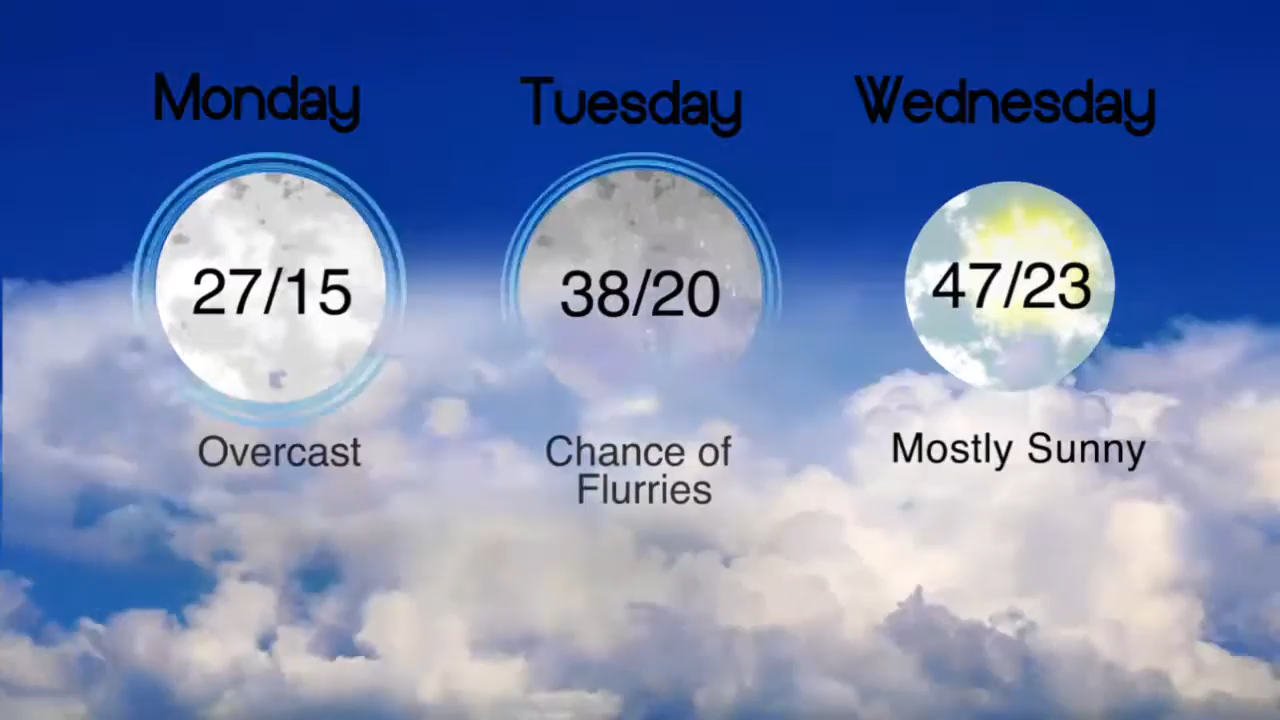 Monday
Tuesday
Wednesday
27/15
38/20
47/23
Overcast
Chance of
Flurries
Mostly Sunny